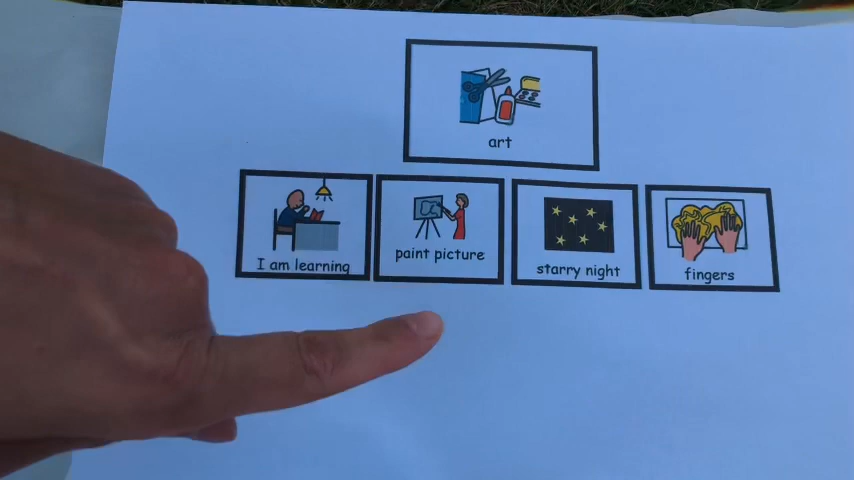 art
I am learning
paint picture
starry night
fingers